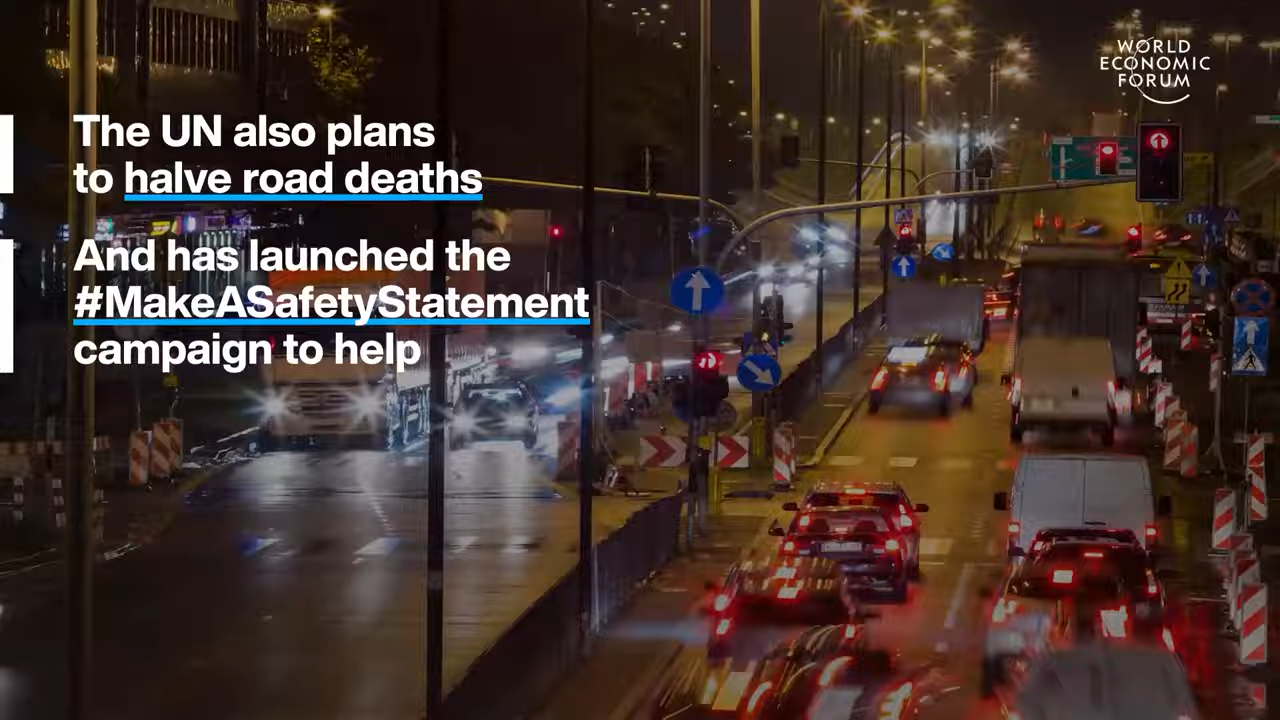 WORLD
ECONOMIC
FORUM
The UN also plans
to halve road deaths
And has launched the
#MakeASafetyStatement
campaign to help